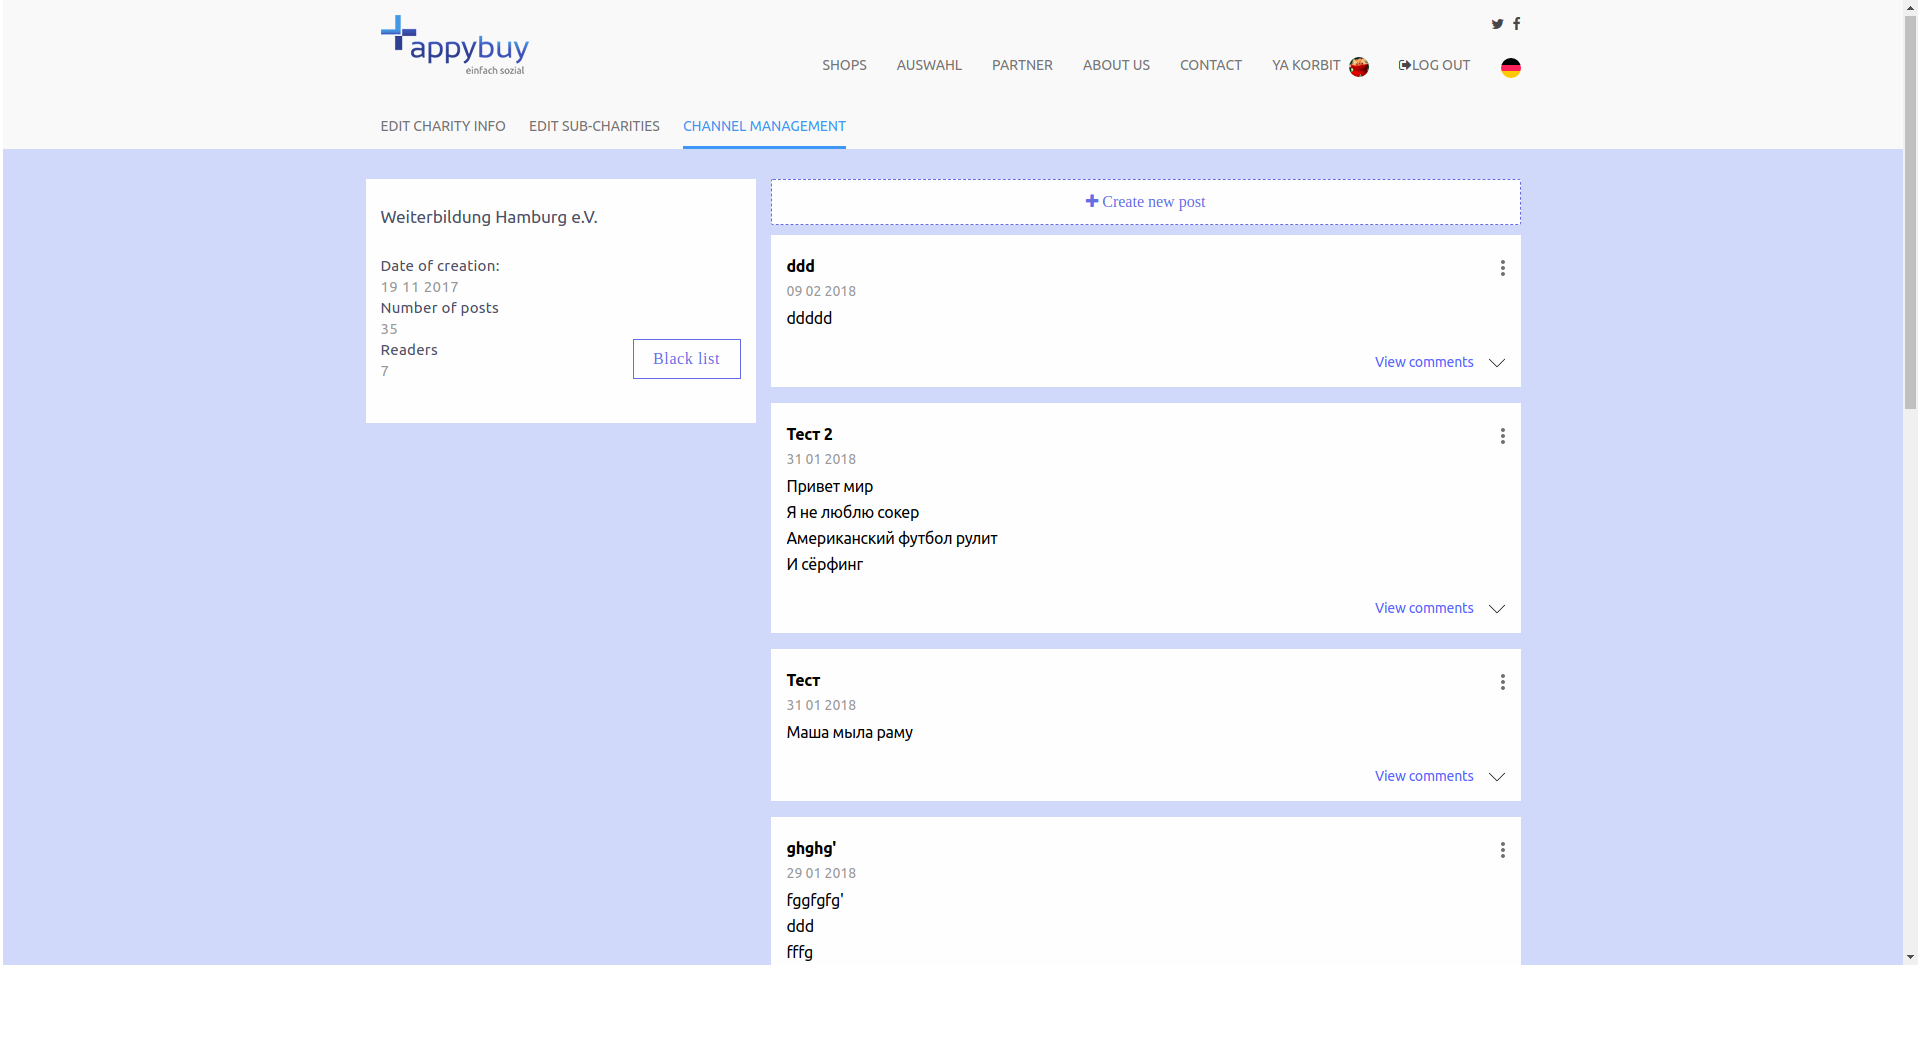 appybuy
einfach sozial
SHOPS AUSWAHL PARTNER ABOUT US CONTACT YA KORBIT LOG OUT
EDIT CHARITY INFO EDIT SUB-CHARITIES CHANNEL MANAGEMENT
Weiterbildung Hamburg e.V.
Date of creation:
19 11 2017
Number of posts
35
Readers
7
Black list
Create new post
ddd
09 02 2018
ddddd
View comments
Тест 2
31 01 2018
Привет мир
Я не люблю сокер
Американский футбол рулит
И сёрфинг
View comments
Тест
31 01 2018
Маша мыла раму
View comments
ghghg'
29 01 2018
fggfgfg'
ddd
fffg